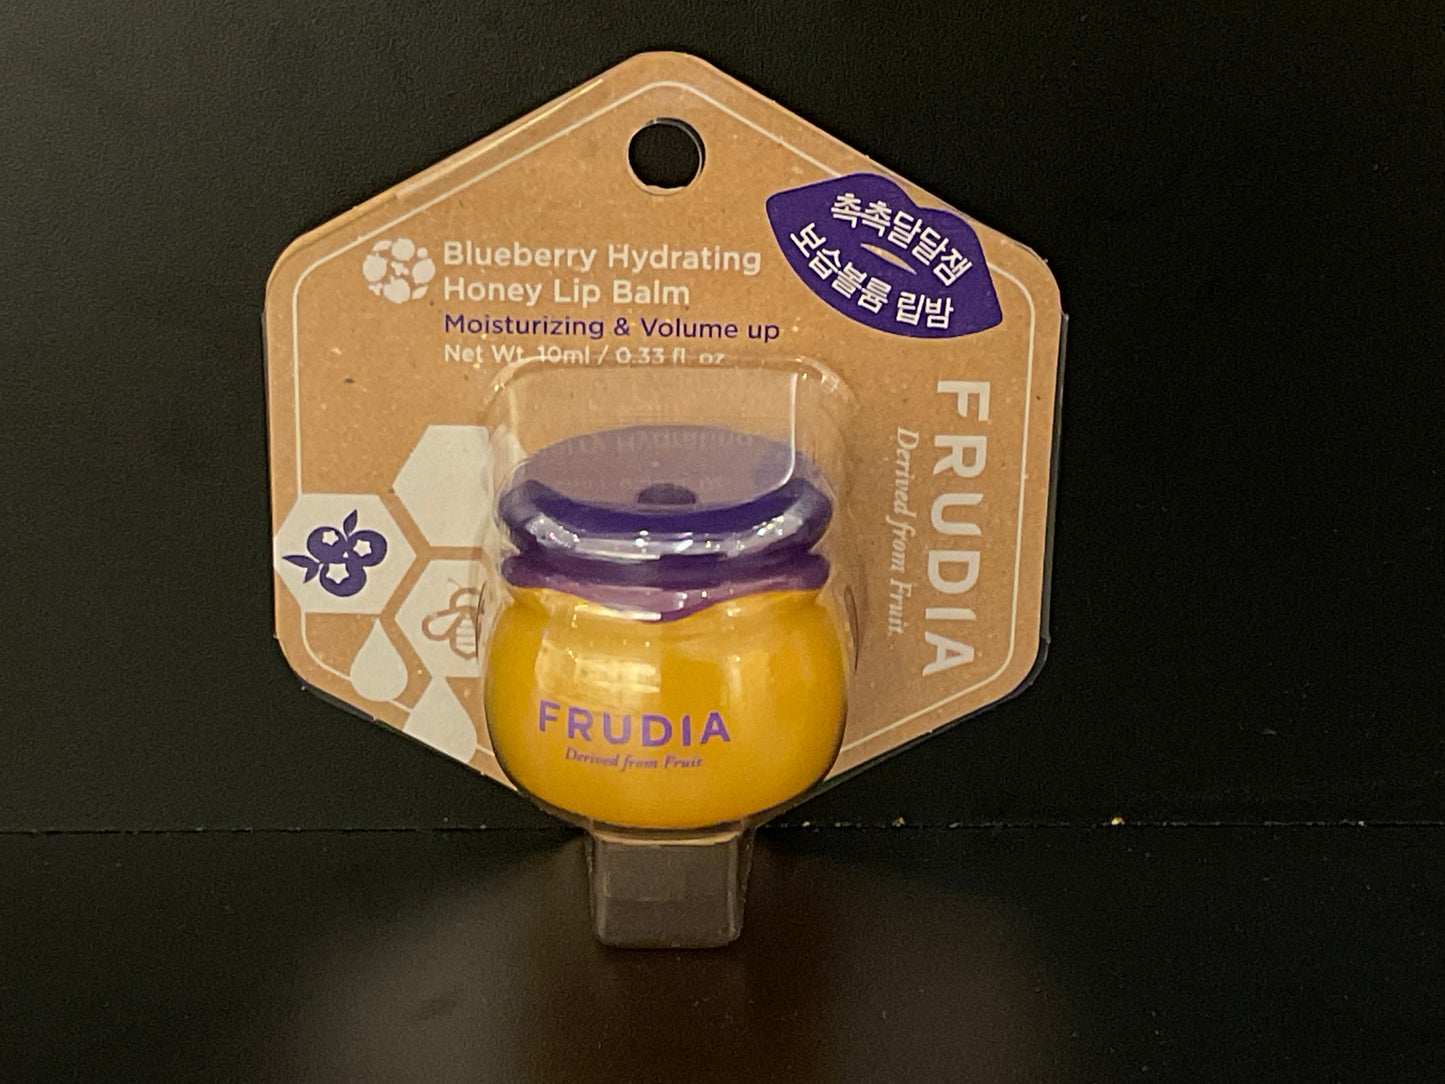 Blueberry Hydrating
Honey Lip Balm
Moisturizing & Volume up
Net Wt. 10ml / 0.33 fl. oz
촉촉달달잼
보습볼륨 립밤
FRUDIA
Derived from Fruit
FRUDIA
Derived from Fruit